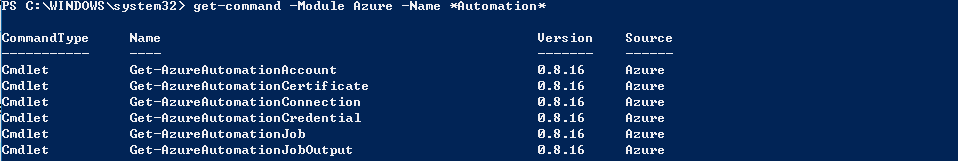 PS C:\WINDOWS\system32> get-command -Module Azure -Name *Automation*
CommandType Name Version Source
----------- ---- ------- ------
Cmdlet Get-AzureAutomationAccount 0.8.16 Azure
Cmdlet Get-AzureAutomationCertificate 0.8.16 Azure
Cmdlet Get-AzureAutomationConnection 0.8.16 Azure
Cmdlet Get-AzureAutomationCredential 0.8.16 Azure
Cmdlet Get-AzureAutomationJob 0.8.16 Azure
Cmdlet Get-AzureAutomationJobOutput 0.8.16 Azure